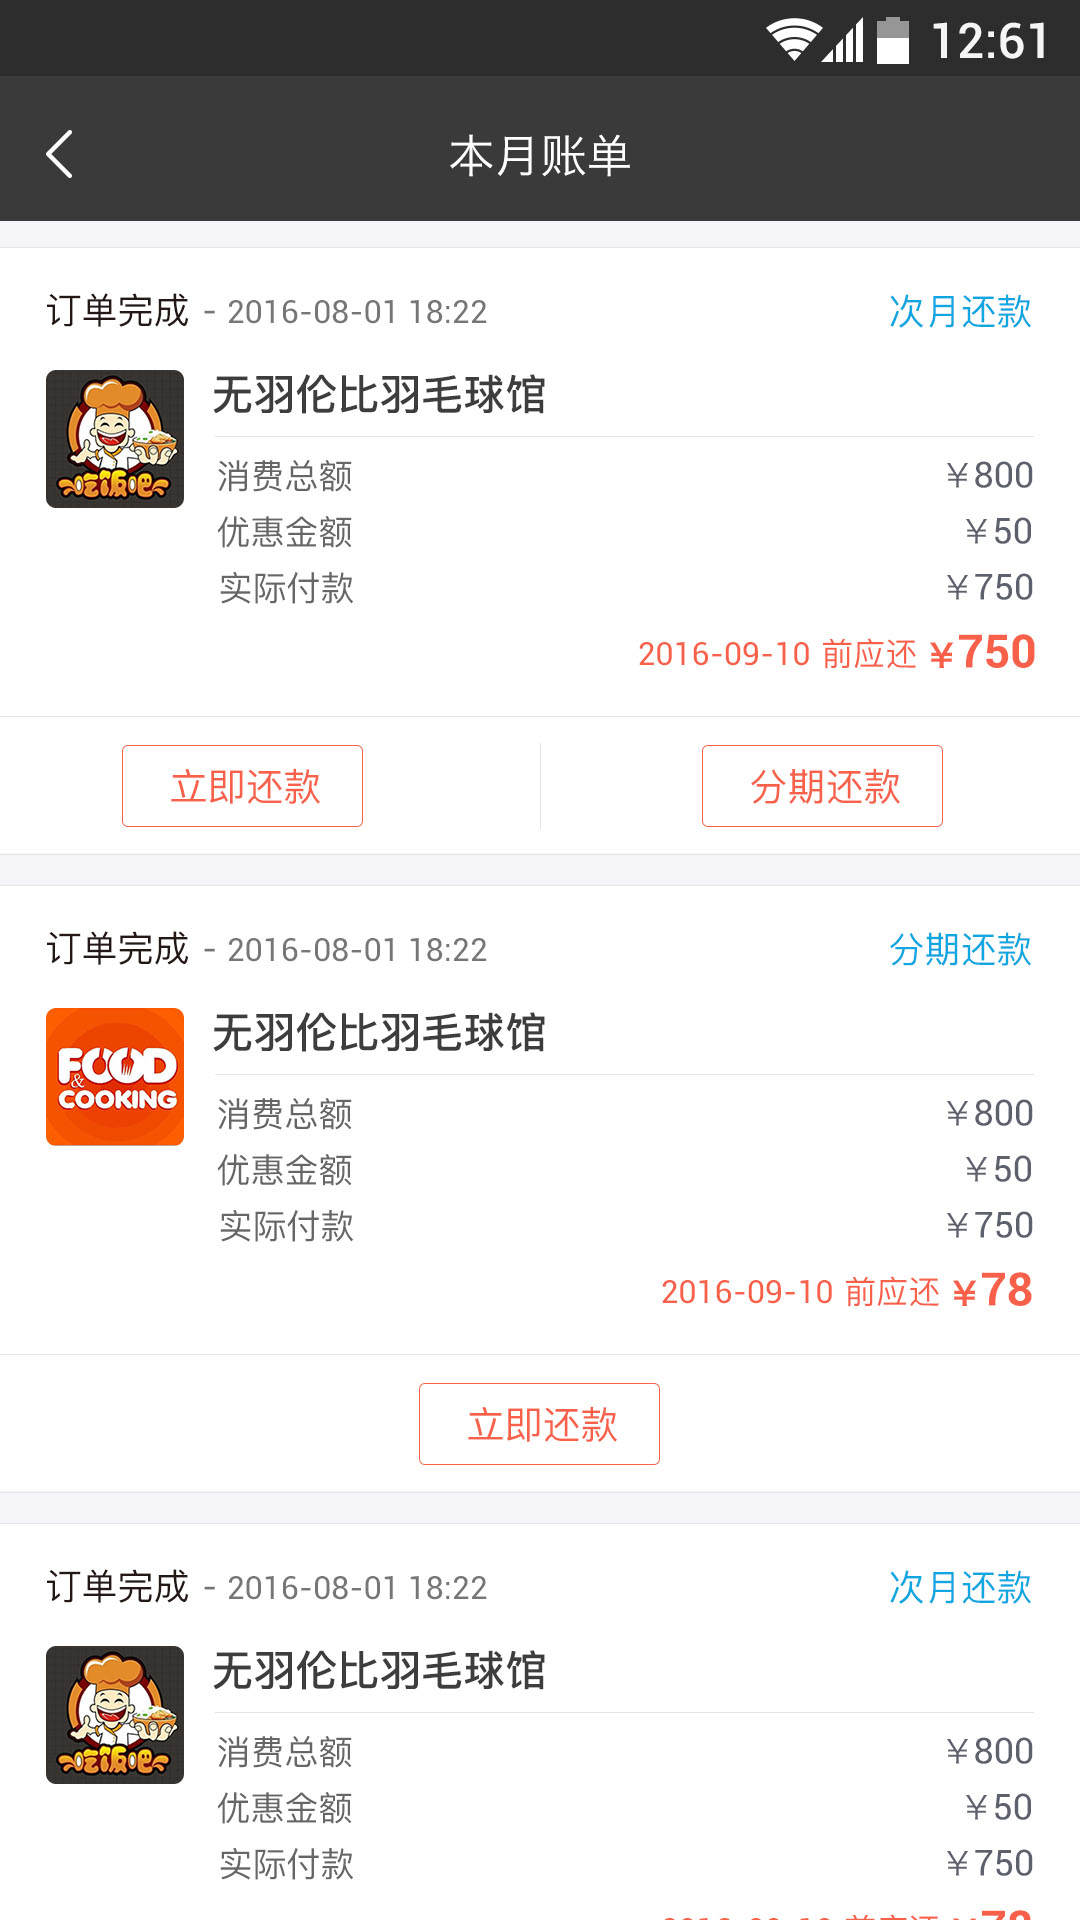 12:61
本月账单
订单完成 - 2016-08-01 18:22 次月还款
无羽伦比羽毛球馆
吃饭吧
消费总额 ￥800
优惠金额 ￥50
实际付款 ￥750
2016-09-10 前应还 ￥750
立即还款 分期还款
订单完成 - 2016-08-01 18:22 分期还款
无羽伦比羽毛球馆
FOOD
&
COOKING
消费总额 ￥800
优惠金额 ￥50
实际付款 ￥750
2016-09-10 前应还 ￥78
立即还款
订单完成 - 2016-08-01 18:22 次月还款
无羽伦比羽毛球馆
吃饭吧
消费总额 ￥800
优惠金额 ￥50
实际付款 ￥750